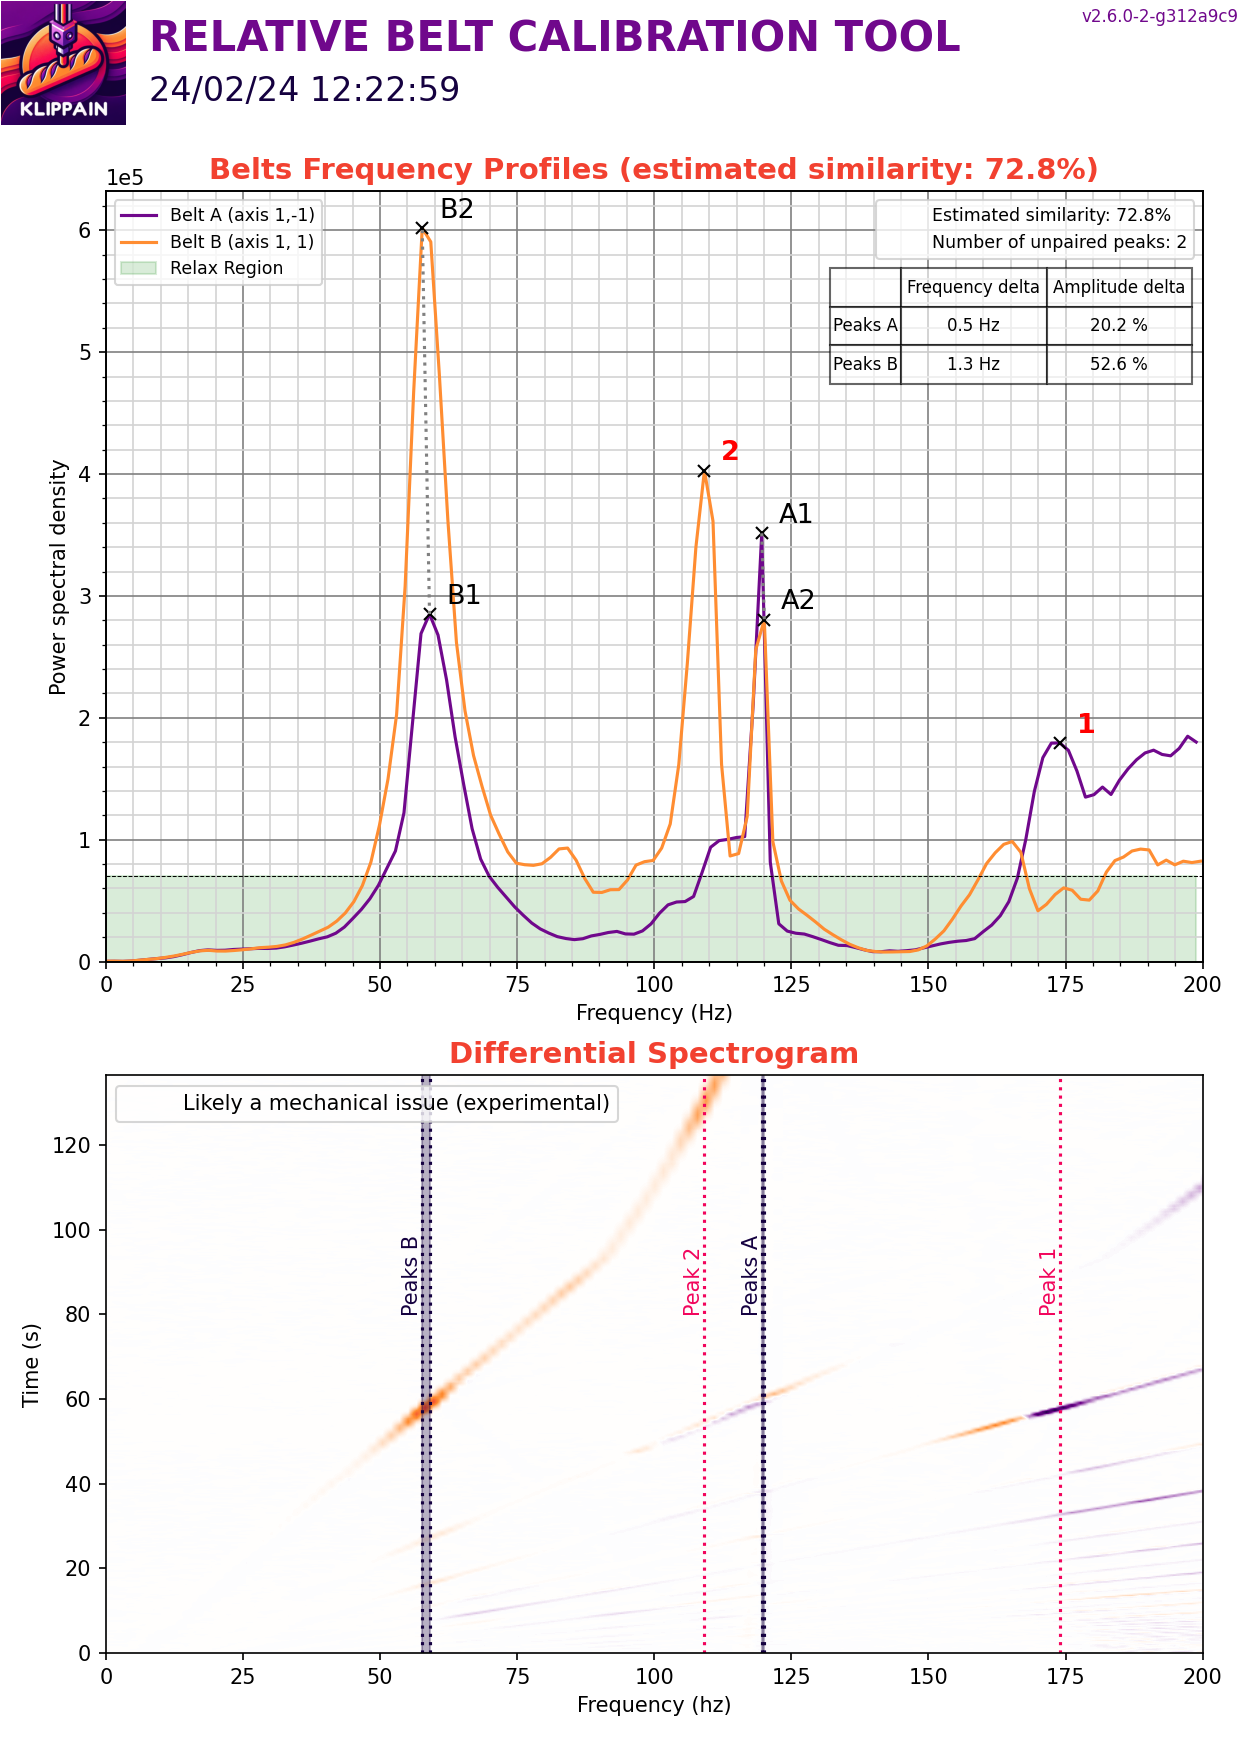 KLIPPAIN
RELATIVE BELT CALIBRATION TOOL
v2.6.0-2-g312a9c9
24/02/24 12:22:59
Belts Frequency Profiles (estimated similarity: 72.8%)
1e5
Belt A (axis 1,-1)
Belt B (axis 1, 1)
Relax Region
Estimated similarity: 72.8%
Number of unpaired peaks: 2
Frequency delta Amplitude delta
Peaks A 0.5 Hz 20.2 %
Peaks B 1.3 Hz 52.6 %
B2
2
A1
B1
A2
1
Power spectral density
6
5
4
3
2
1
0
0 25 50 75 100 125 150 175 200
Frequency (Hz)
Differential Spectrogram
Likely a mechanical issue (experimental)
Peaks B
Peak 2
Peaks A
Peak 1
Time (s)
120
100
80
60
40
20
0
0 25 50 75 100 125 150 175 200
Frequency (hz)